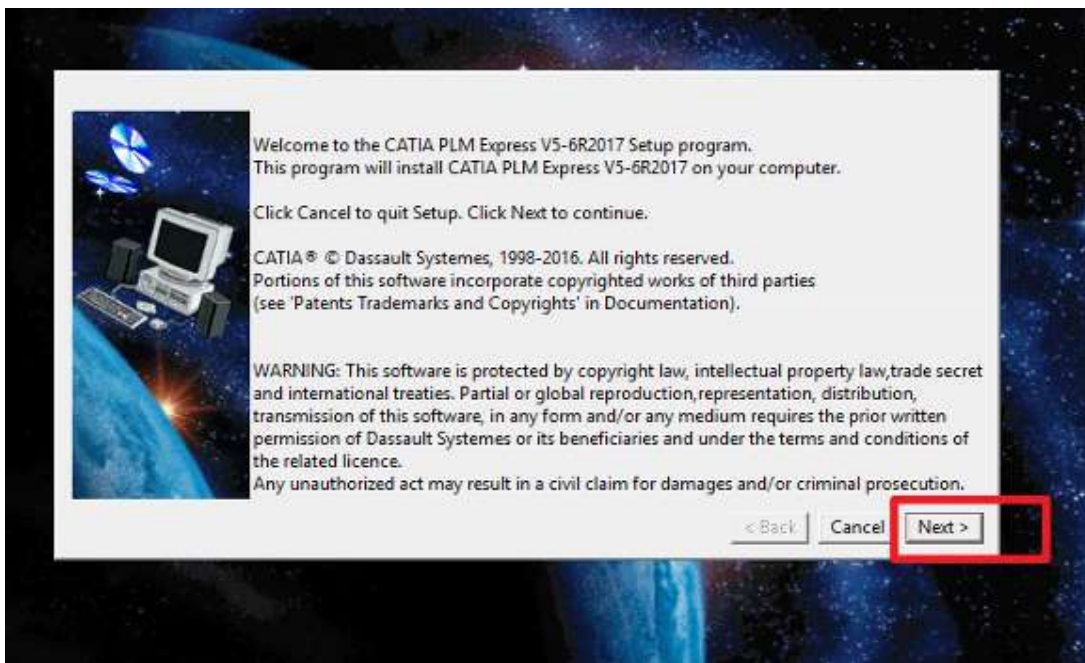 Welcome to the CATIA PLM Express V5-6R2017 Setup program.
This program will install CATIA PLM Express V5-6R2017 on your computer.
Click Cancel to quit Setup. Click Next to continue.
CATIA® © Dassault Systemes, 1998-2016. All rights reserved.
Portions of this software incorporate copyrighted works of third parties
(see 'Patents Trademarks and Copyrights' in Documentation).
WARNING: This software is protected by copyright law, intellectual property law,trade secret
and international treaties. Partial or global reproduction,representation, distribution,
transmission of this software, in any form and/or any medium requires the prior written
permission of Dassault Systemes or its beneficiaries and under the terms and conditions of
the related licence.
Any unauthorized act may result in a civil claim for damages and/or criminal prosecution.
< Back Cancel Next >